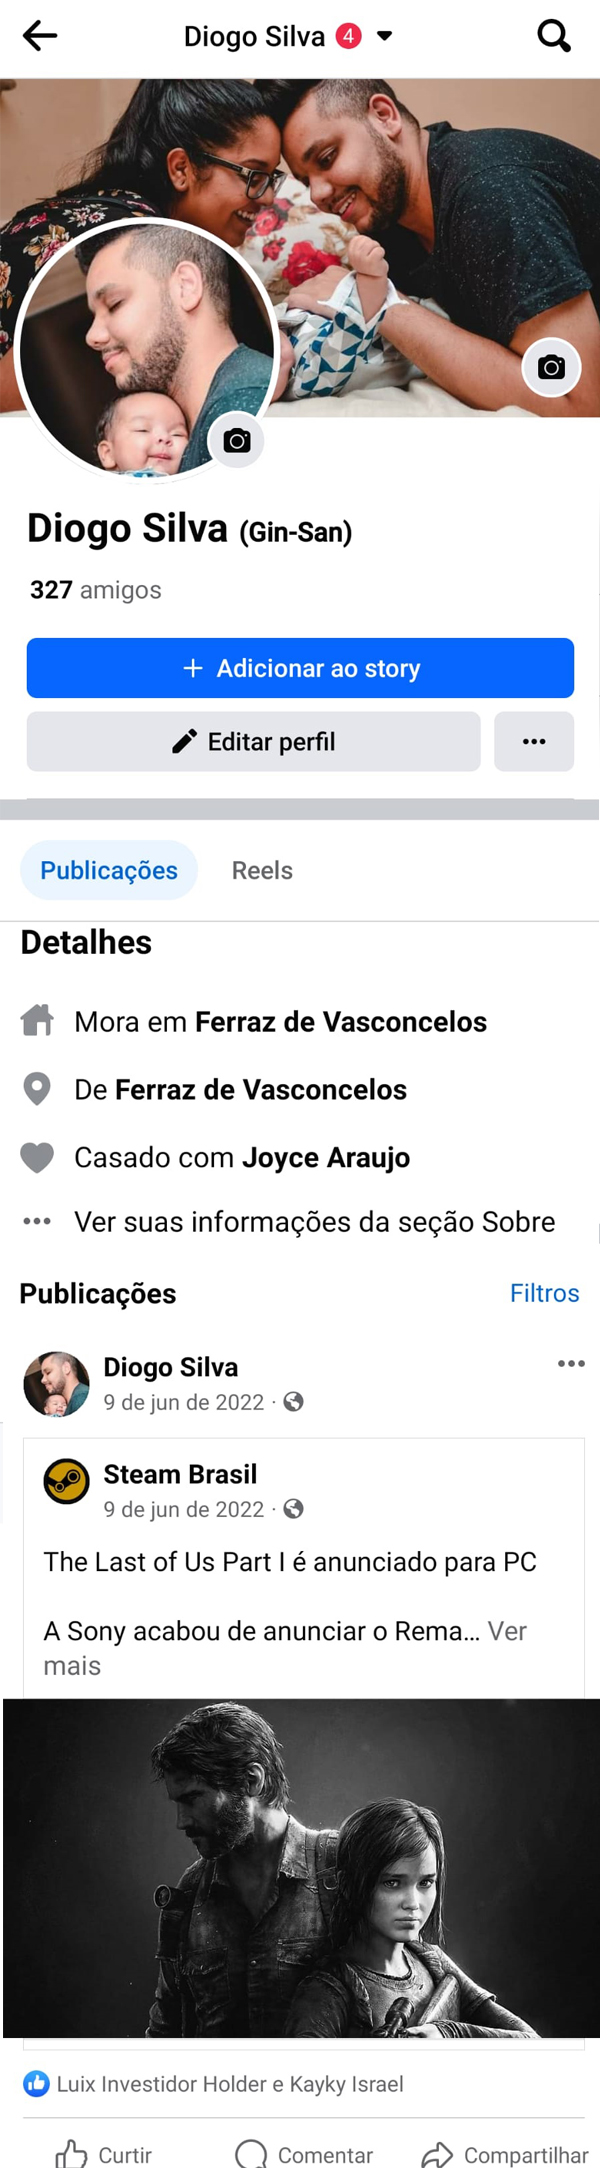 Diogo Silva 4
Diogo Silva (Gin-San)
327 amigos
+ Adicionar ao story
Editar perfil
Publicações Reels
Detalhes
Mora em Ferraz de Vasconcelos
De Ferraz de Vasconcelos
Casado com Joyce Araujo
Ver suas informações da seção Sobre
Publicações Filtros
Diogo Silva
9 de jun de 2022 ·
Steam Brasil
9 de jun de 2022 ·
The Last of Us Part I é anunciado para PC
A Sony acabou de anunciar o Rema... Ver
mais
Luix Investidor Holder e Kayky Israel
Curtir Comentar Compartilhar